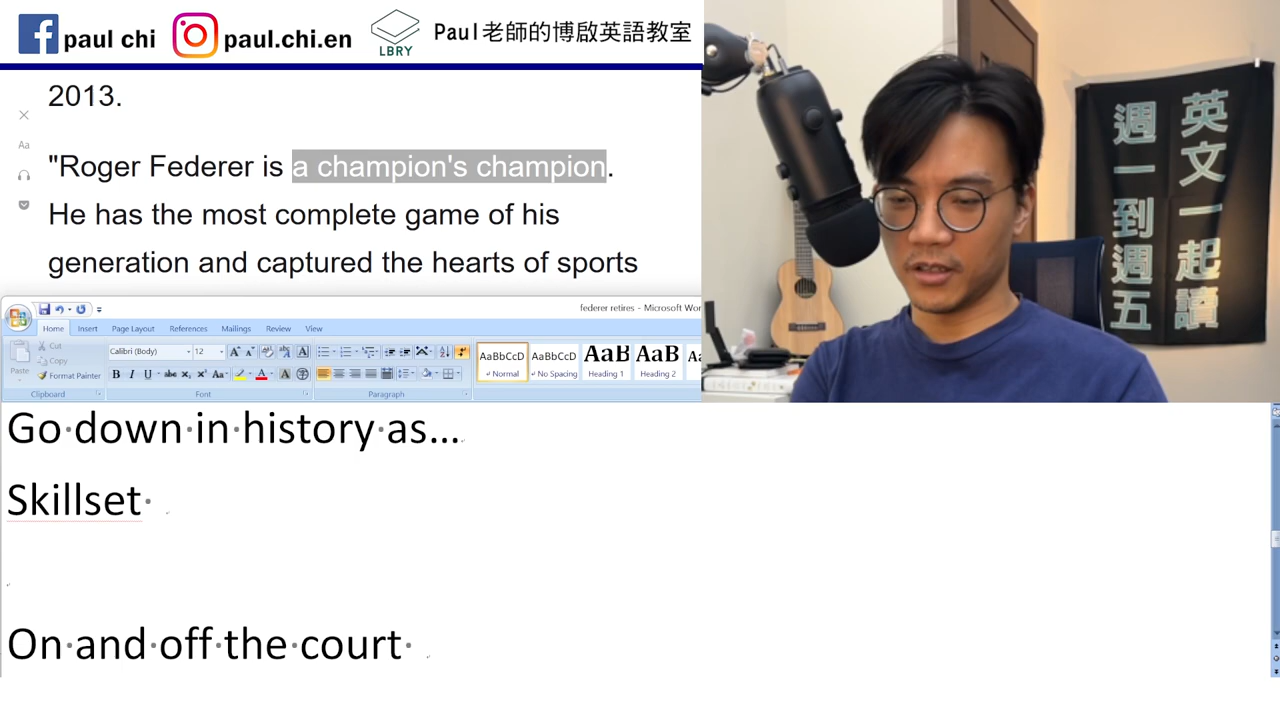 paul chi
paul.chi.en
LBRY
Paul老師的博啟英語教室
2013.
"Roger Federer is a champion's champion.
He has the most complete game of his
generation and captured the hearts of sports
英文一起讀
週一到週五
Aa
federer retires - Microsoft Wor
Home Insert Page Layout References Mailings Review View
Cut
Copy
Format Painter
Paste
Clipboard
Calibri (Body) 12
Font
Paragraph
AaBbCcD AaBbCcD AaBb AaBb
Normal No Spacing Heading 1 Heading 2
Go down in history as...
Skillset
On and off the court